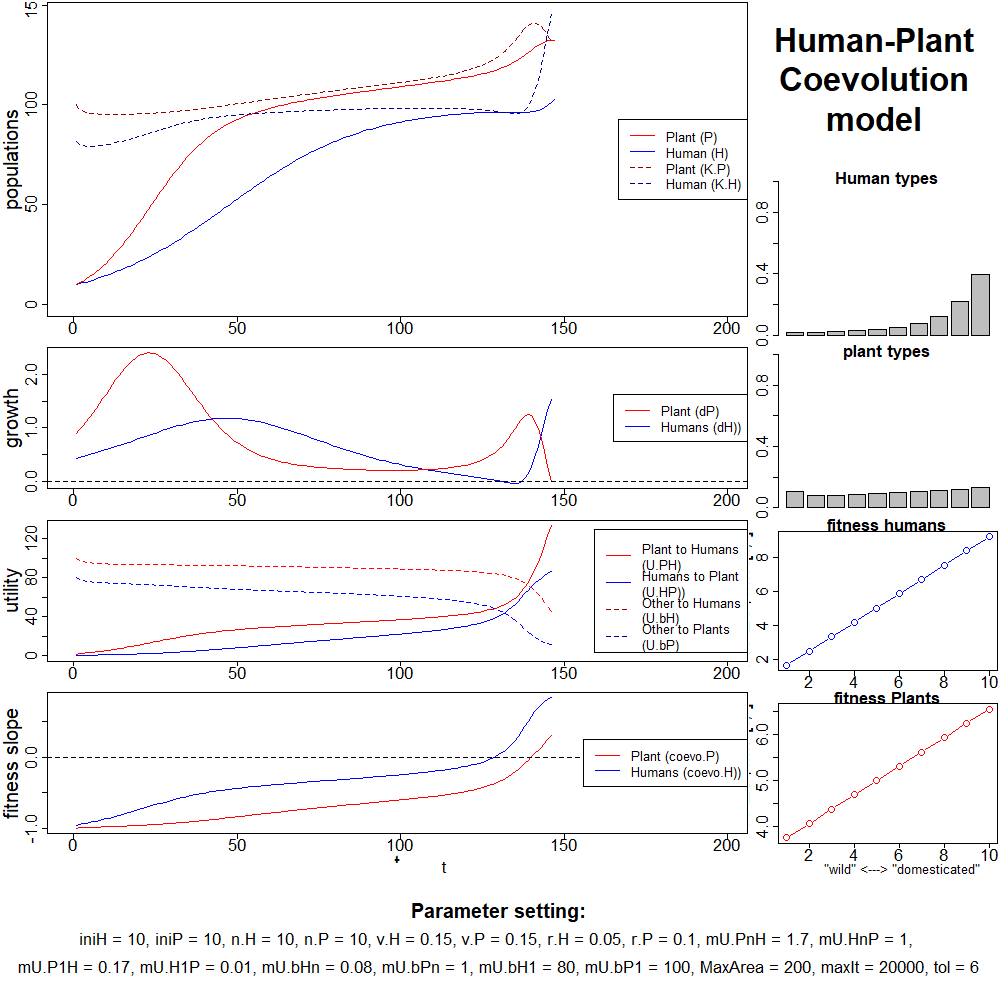 Human-Plant
Coevolution
model
populations
0
50
100
15
0
50
100
150
200
Plant (P)
Human (H)
Plant (K.P)
Human (K.H)
growth
0.0
1.0
2.0
0
50
100
150
200
Plant (dP)
Humans (dH))
utility
0
40
80
120
0
50
100
150
200
Plant to Humans
(U.PH)
Humans to Plant
(U.HP))
Other to Humans
(U.bH)
Other to Plants
(U.bP)
fitness slope
-1.0
0.0
0
50
100
150
200
t
Plant (coevo.P)
Humans (coevo.H))
Human types
0.0
0.4
0.8
plant types
0.0
0.4
0.8
fitness humans
2
4
6
8
2
4
6
8
10
fitness Plants
4.0
5.0
6.0
2
4
6
8
10
"wild" <---> "domesticated"
Parameter setting:
iniH = 10, iniP = 10, n.H = 10, n.P = 10, v.H = 0.15, v.P = 0.15, r.H = 0.05, r.P = 0.1, mU.PnH = 1.7, mU.HnP = 1,
mU.P1H = 0.17, mU.H1P = 0.01, mU.bHn = 0.08, mU.bPn = 1, mU.bH1 = 80, mU.bP1 = 100, MaxArea = 200, maxIt = 20000, tol = 6